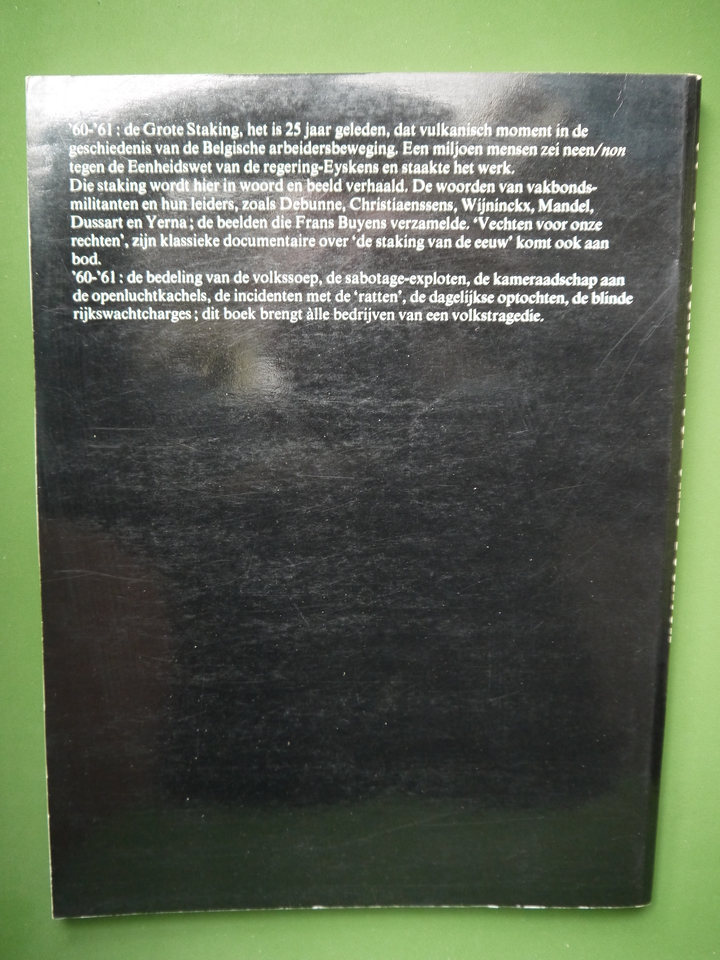 ’60-’61 : de Grote Staking, het is 25 jaar geleden, dat vulkanisch moment in de
geschiedenis van de Belgische arbeidersbeweging. Een miljoen mensen zei neen/non
tegen de Eenheidswet van de regering-Eyskens en staakte het werk.
Die staking wordt hier in woord en beeld verhaald. De woorden van vakbonds-
militanten en hun leiders, zoals Debunne, Christiaenssens, Wijninckx, Mandel,
Dussart en Yerna ; de beelden die Frans Buyens verzamelde. ‘Vechten voor onze
rechten’, zijn klassieke documentaire over ‘de staking van de eeuw’ komt ook aan
bod.
’60-’61 : de bedeling van de volkssoep, de sabotage-exploten, de kameraadschap aan
de openluchtkachels, de incidenten met de ‘ratten’, de dagelijkse optochten, de blinde
rijkswachtcharges ; dit boek brengt àlle bedrijven van een volkstragedie.